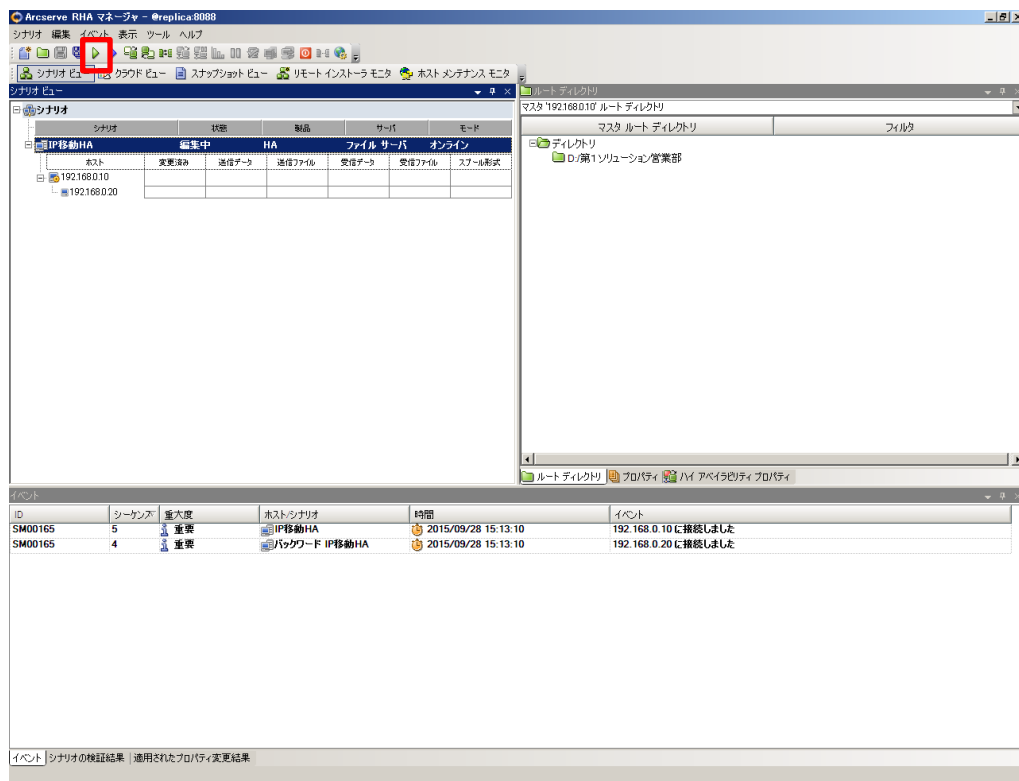 Arcserve RHA マネージャ - @replica:8088
シナリオ 編集 イベント 表示 ツール ヘルプ
シナリオ ビュー クラウド ビュー スナップショット ビュー リモート インストーラ モニタ ホスト メンテナンス モニタ
シナリオ ビュー
シナリオ
シナリオ 状態 製品 サーバ モード
IP移動HA 編集中 HA ファイル サーバ オンライン
ホスト 変更済み 送信データ 送信ファイル 受信データ 受信ファイル スプール形式
192.168.0.10
192.168.0.20
ルート ディレクトリ
マスタ '192.168.0.10' ルート ディレクトリ
マスタ ルート ディレクトリ フィルタ
ディレクトリ
D:/第1ソリューション営業部
ルート ディレクトリ プロパティ ハイ アベイラビリティ プロパティ
イベント
ID シーケンス 重大度 ホスト/シナリオ 時間 イベント
SM00165 5 重要 IP移動HA 2015/09/28 15:13:10 192.168.0.10 に接続しました
SM00165 4 重要 バックワード IP移動HA 2015/09/28 15:13:10 192.168.0.20 に接続しました
イベント シナリオの検証結果 適用されたプロパティ変更結果